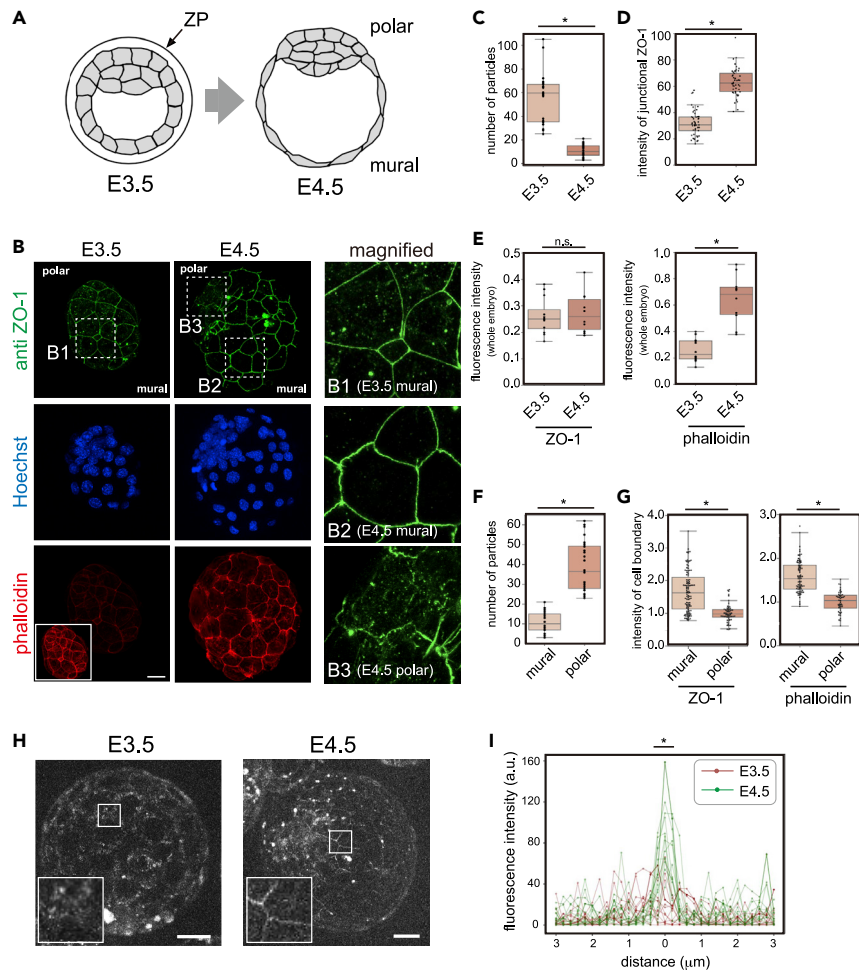 A
ZP
polar
mural
E3.5
E4.5
B
E3.5
E4.5
magnified
anti ZO-1
polar
B1
mural
polar
B3
B2
mural
B1 (E3.5 mural)
Hoechst
B2 (E4.5 mural)
phalloidin
B3 (E4.5 polar)
C
*
number of particles
100
80
60
40
20
0
E3.5
E4.5
D
*
intensity of junctional ZO-1
100
80
60
40
20
0
E3.5
E4.5
E
n.s.
fluorescence intensity
(whole embryo)
0.5
0.4
0.3
0.2
0.1
0.0
E3.5
E4.5
ZO-1
*
fluorescence intensity
(whole embryo)
1.0
0.8
0.6
0.4
0.2
0.0
E3.5
E4.5
phalloidin
F
*
number of particles
60
50
40
30
20
10
0
mural
polar
G
*
intensity of cell boundary
4.0
3.0
2.0
1.0
0.0
mural
polar
ZO-1
*
3.0
2.0
1.0
0.0
mural
polar
phalloidin
H
E3.5
E4.5
I
*
fluorescence intensity (a.u.)
160
120
80
40
0
E3.5
E4.5
3 2 1 0 1 2 3
distance (μm)